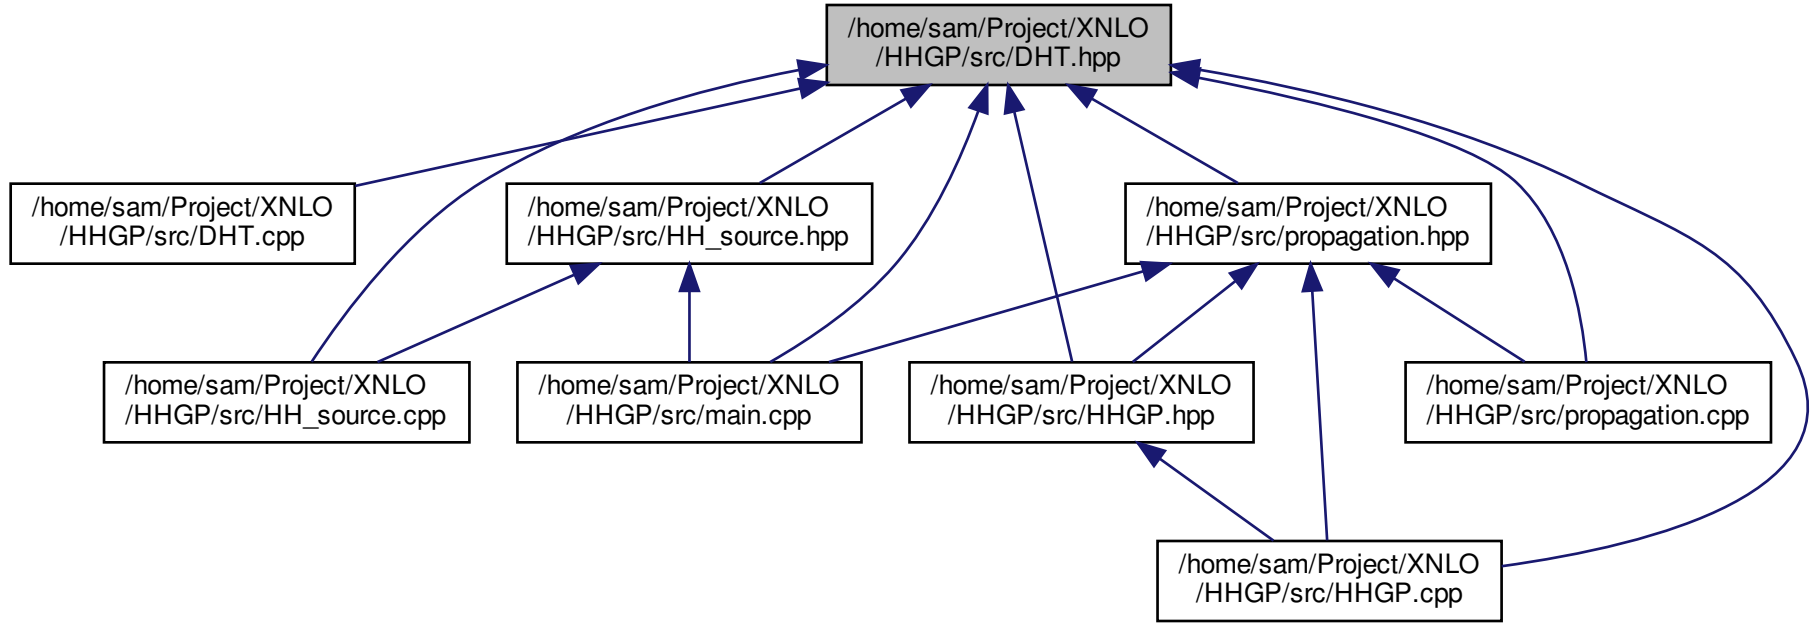 /home/sam/Project/XNLO
/HHGP/src/DHT.hpp
/home/sam/Project/XNLO
/HHGP/src/DHT.cpp
/home/sam/Project/XNLO
/HHGP/src/HH_source.hpp
/home/sam/Project/XNLO
/HHGP/src/propagation.hpp
/home/sam/Project/XNLO
/HHGP/src/HH_source.cpp
/home/sam/Project/XNLO
/HHGP/src/main.cpp
/home/sam/Project/XNLO
/HHGP/src/HHGP.hpp
/home/sam/Project/XNLO
/HHGP/src/propagation.cpp
/home/sam/Project/XNLO
/HHGP/src/HHGP.cpp